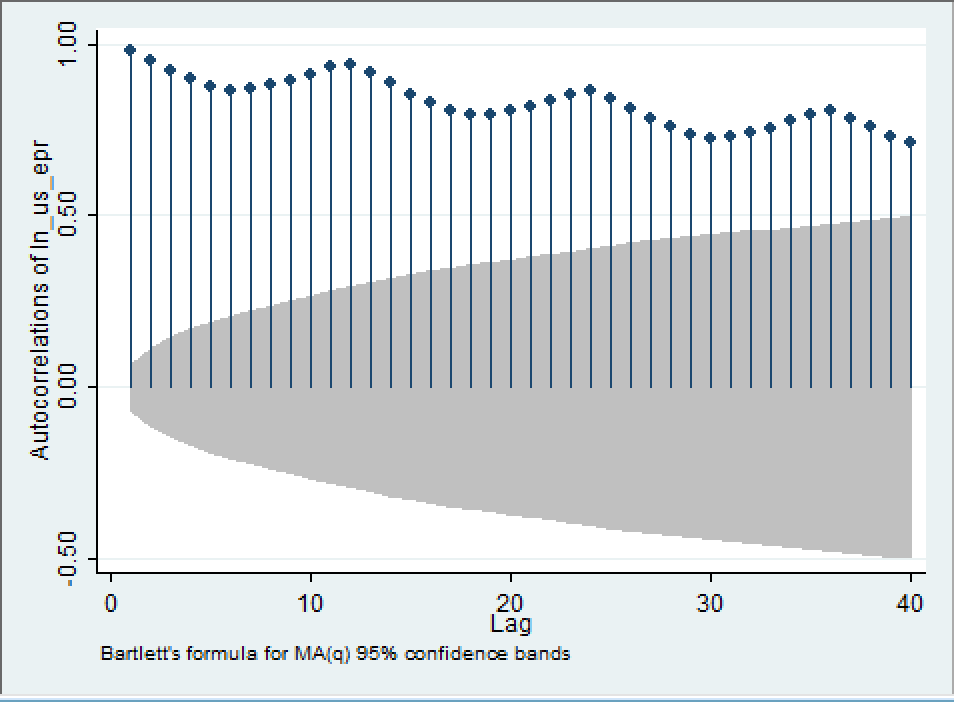 Autocorrelations of ln_us_epr
1.00
0.50
0.00
-0.50
0 10 20 30 40
Lag
Bartlett's formula for MA(q) 95% confidence bands